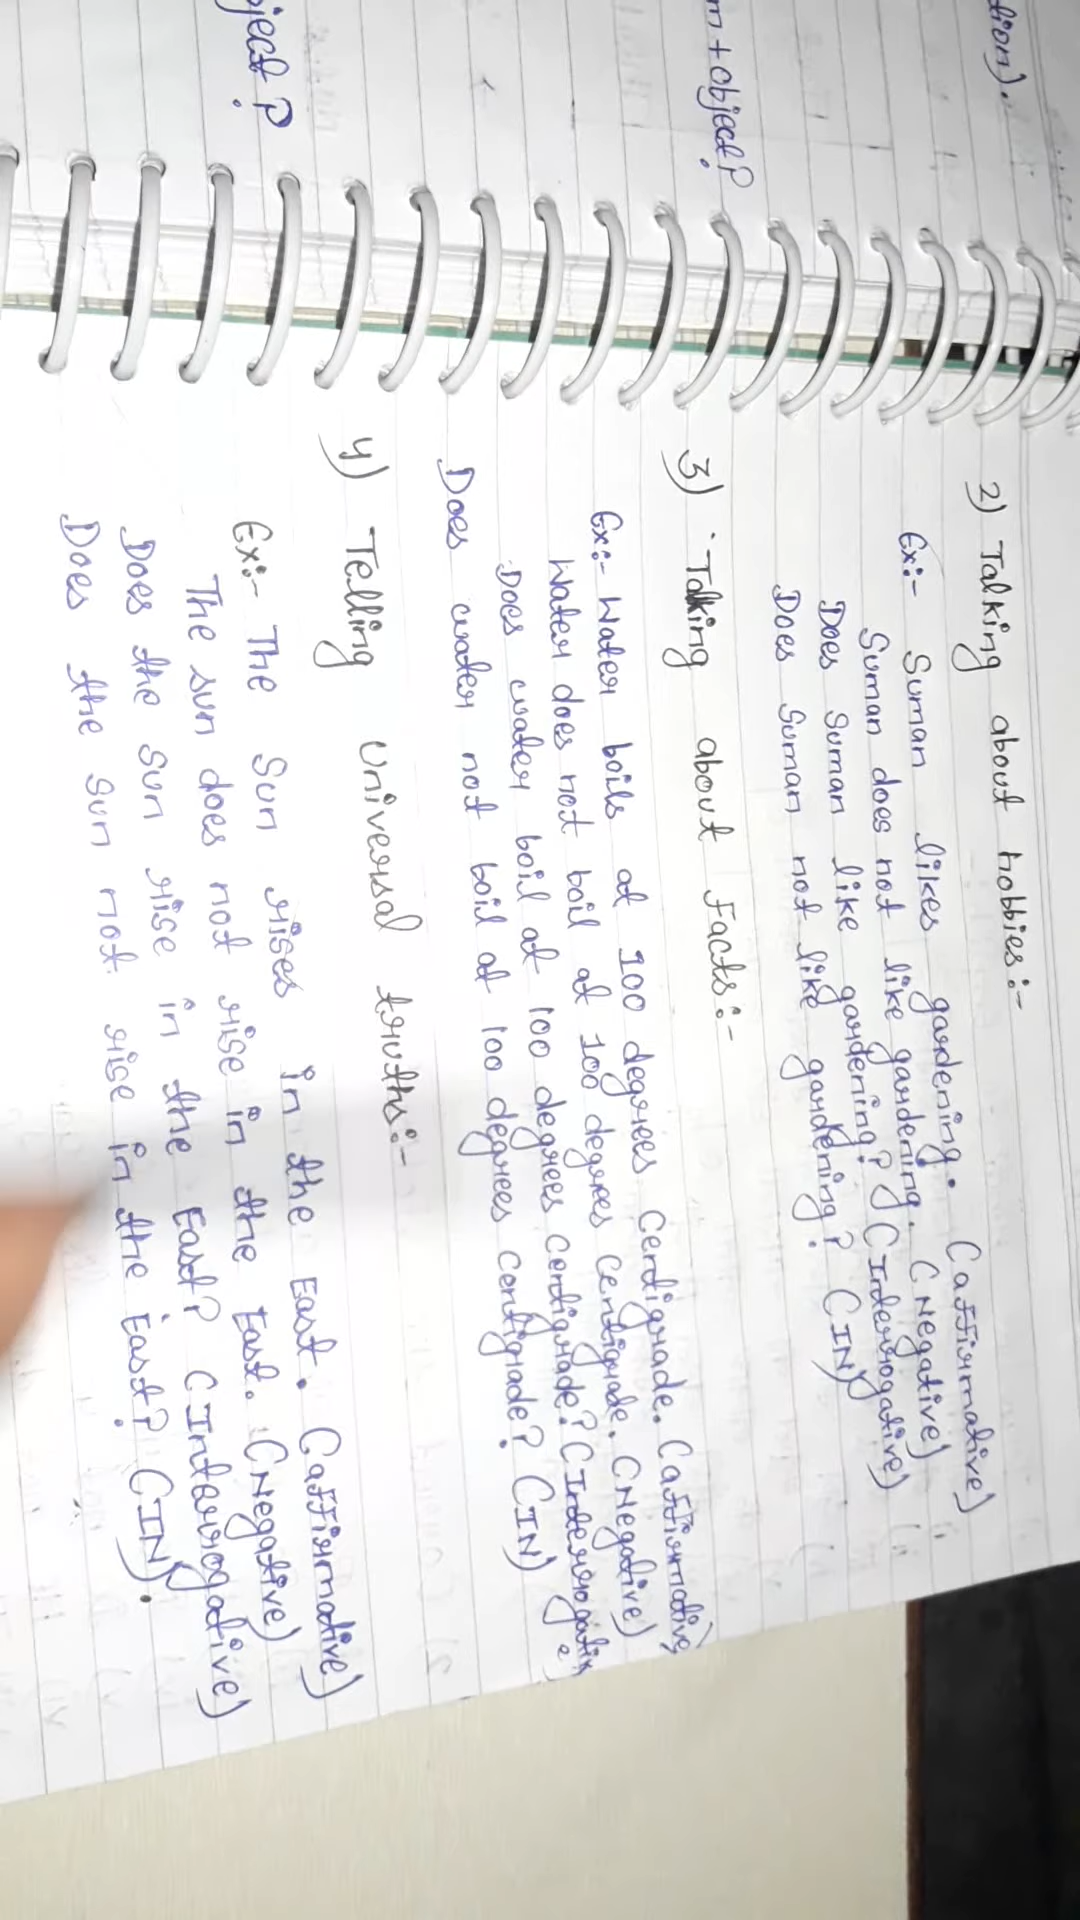 tion).
m + object?
ject?
2) Talking about hobbies:-
Ex:- Suman likes gardening. (Affirmative)
Suman does not like gardening. (Negative)
Does Suman like gardening? (Interrogative)
Does Suman not like gardening? (IN)
3) Talking about Facts:-
Ex:- Water boils at 100 degrees Centigrade. (Affirmative)
Water does not boil at 100 degrees Centigrade. (Negative)
Does water boil at 100 degrees centigrade? (Interrogative)
Does water not boil at 100 degrees centigrade? (IN)
4) Telling Universal truths:-
Ex:- The Sun rises in the East. (Affirmative)
The sun does not rise in the East. (Negative)
Does the Sun rise in the East? (Interrogative)
Does the Sun not rise in the East? (IN).